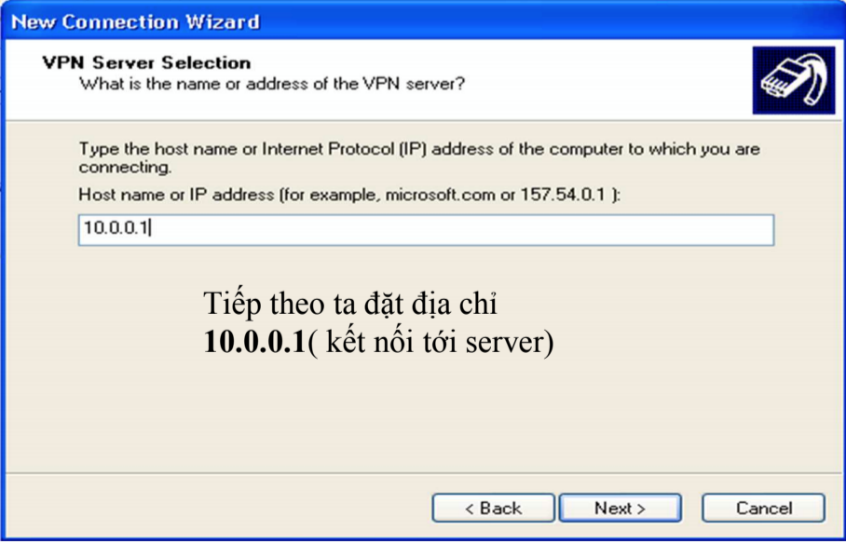 New Connection Wizard
VPN Server Selection
What is the name or address of the VPN server?
Type the host name or Internet Protocol (IP) address of the computer to which you are
connecting.
Host name or IP address (for example, microsoft.com or 157.54.0.1 ):
10.0.0.1
Tiếp theo ta đặt địa chỉ
10.0.0.1( kết nối tới server)
< Back Next > Cancel